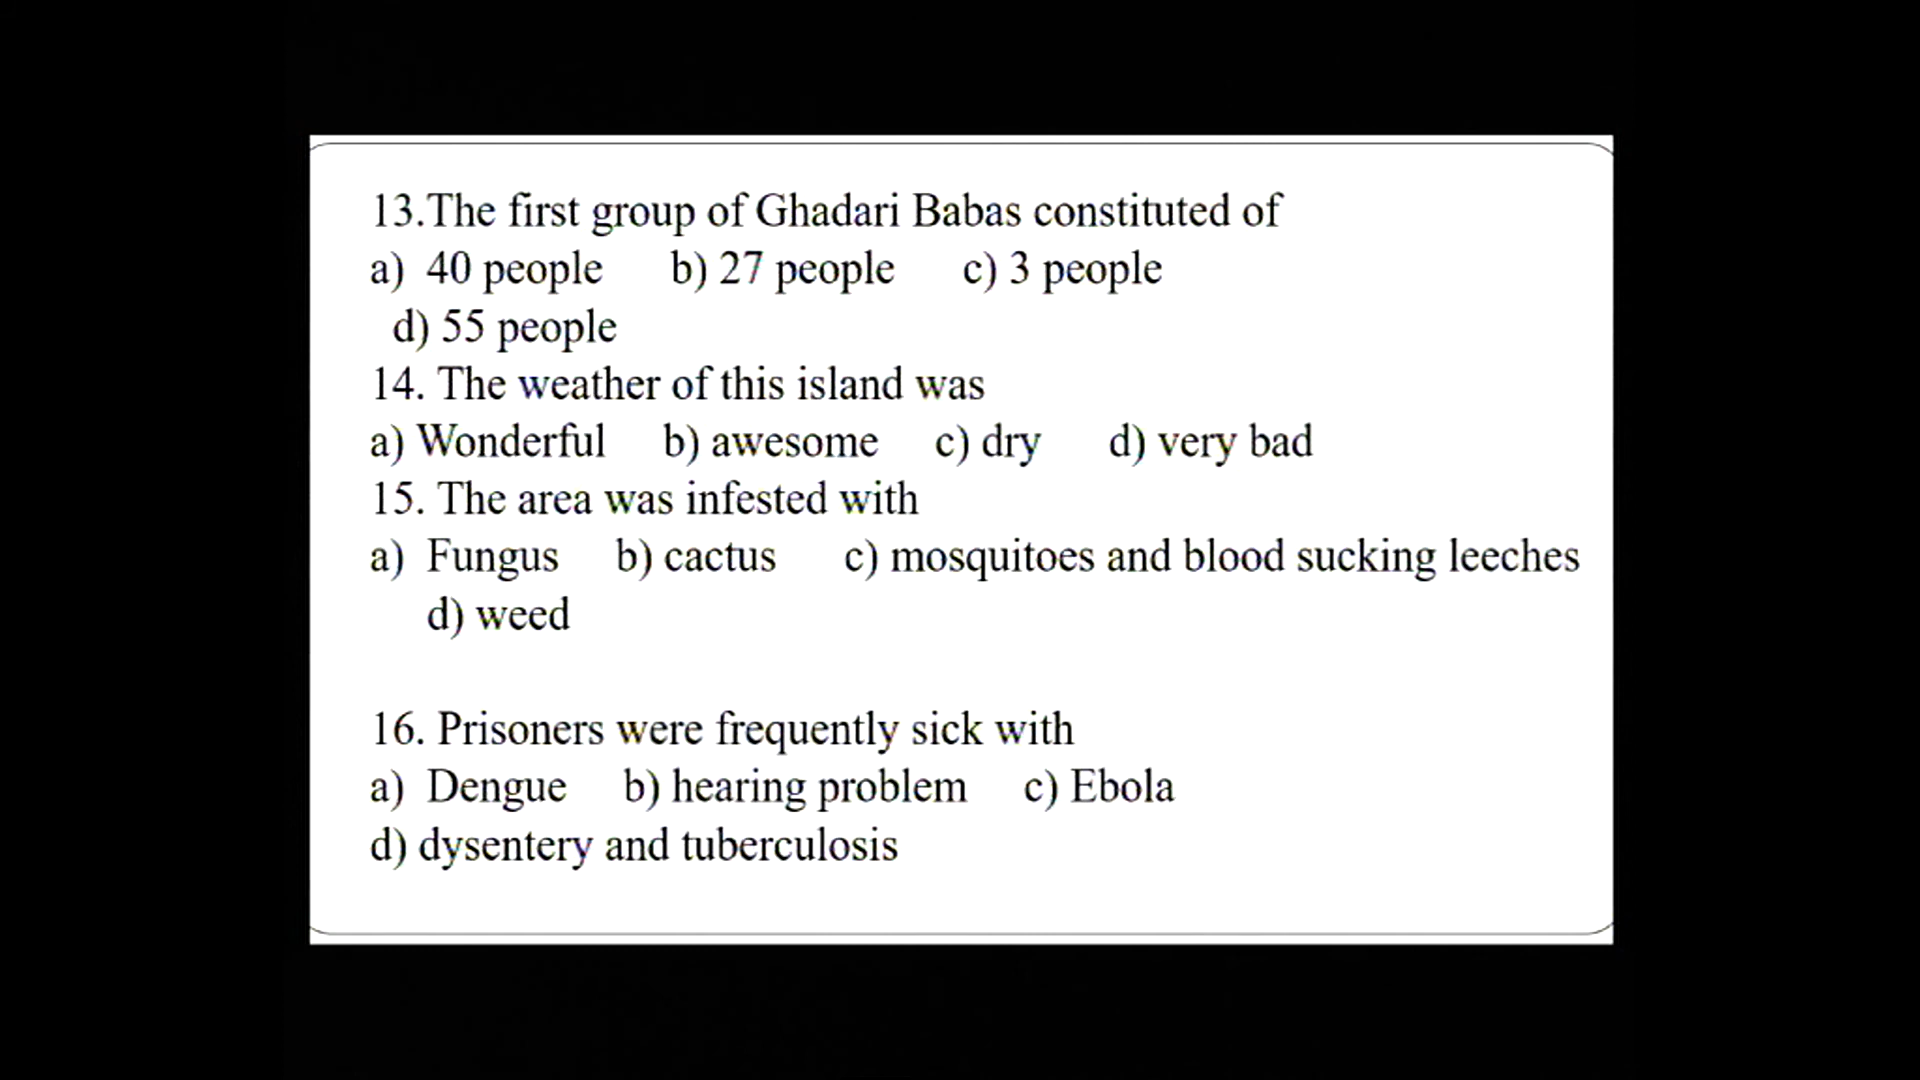 13.The first group of Ghadari Babas constituted of
a) 40 people b) 27 people c) 3 people
d) 55 people
14. The weather of this island was
a) Wonderful b) awesome c) dry d) very bad
15. The area was infested with
a) Fungus b) cactus c) mosquitoes and blood sucking leeches
d) weed
16. Prisoners were frequently sick with
a) Dengue b) hearing problem c) Ebola
d) dysentery and tuberculosis